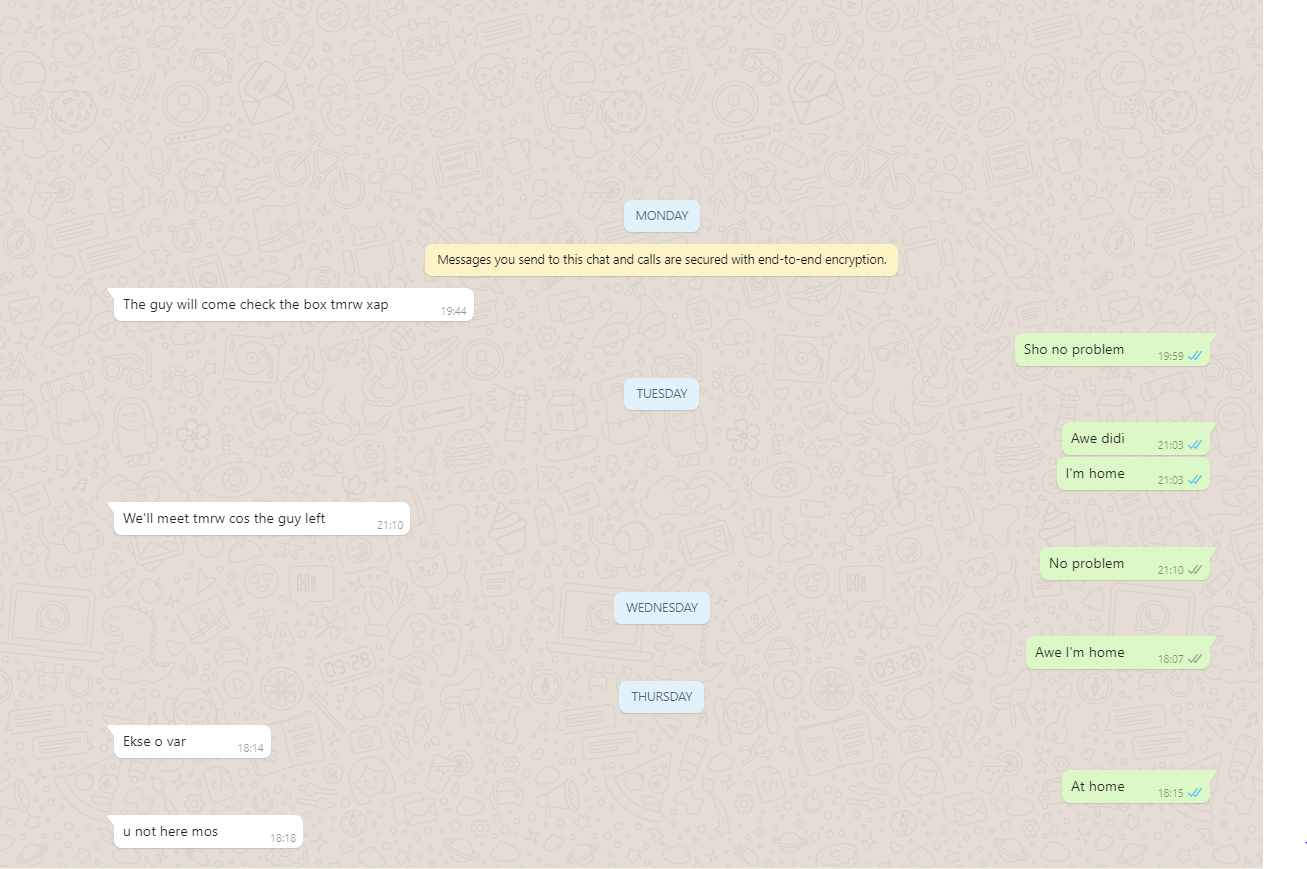 MONDAY
Messages you send to this chat and calls are secured with end-to-end encryption.
The guy will come check the box tmrw xap
19:44
Sho no problem
19:59
TUESDAY
Awe didi
21:03
I'm home
21:03
We'll meet tmrw cos the guy left
21:10
No problem
21:10
WEDNESDAY
Awe I'm home
18:07
THURSDAY
Ekse o var
18:14
At home
18:15
u not here mos
18:18